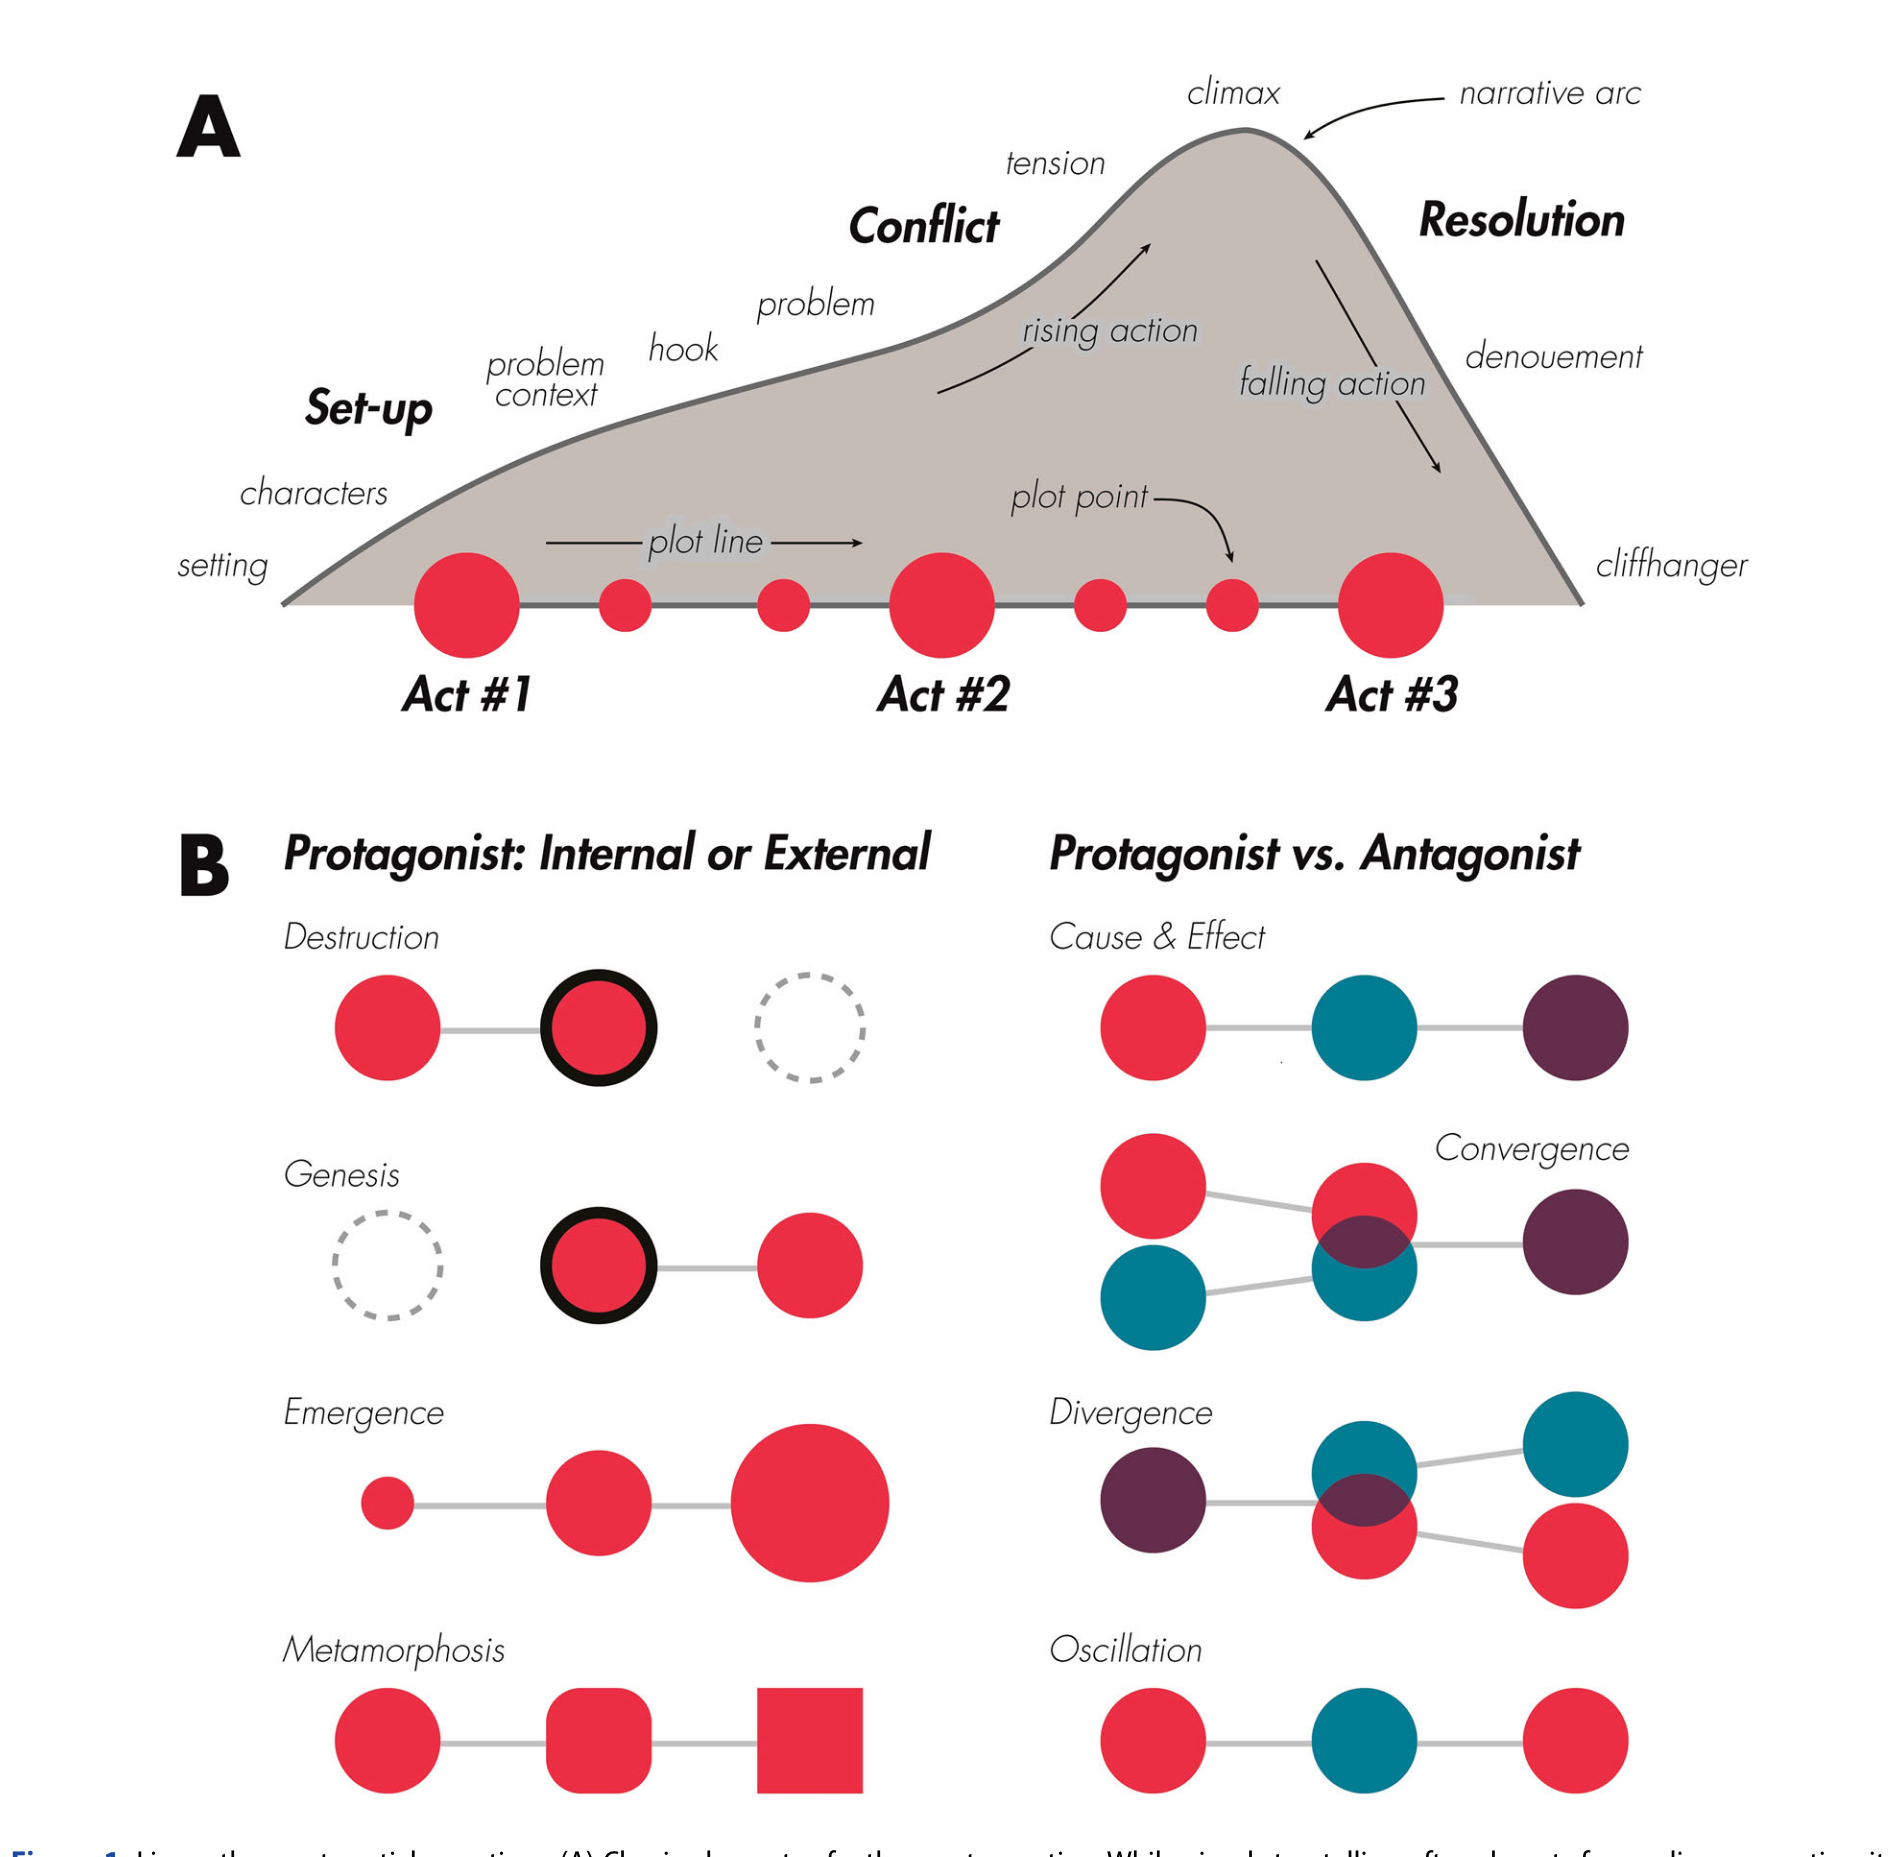 A
climax
narrative arc
tension
Conflict
Resolution
problem
hook
problem
context
rising action
denouement
falling action
Set-up
characters
plot point
plot line
setting
cliffhanger
Act #1
Act #2
Act #3
B
Protagonist: Internal or External
Protagonist vs. Antagonist
Destruction
Cause & Effect
Genesis
Convergence
Emergence
Divergence
Metamorphosis
Oscillation